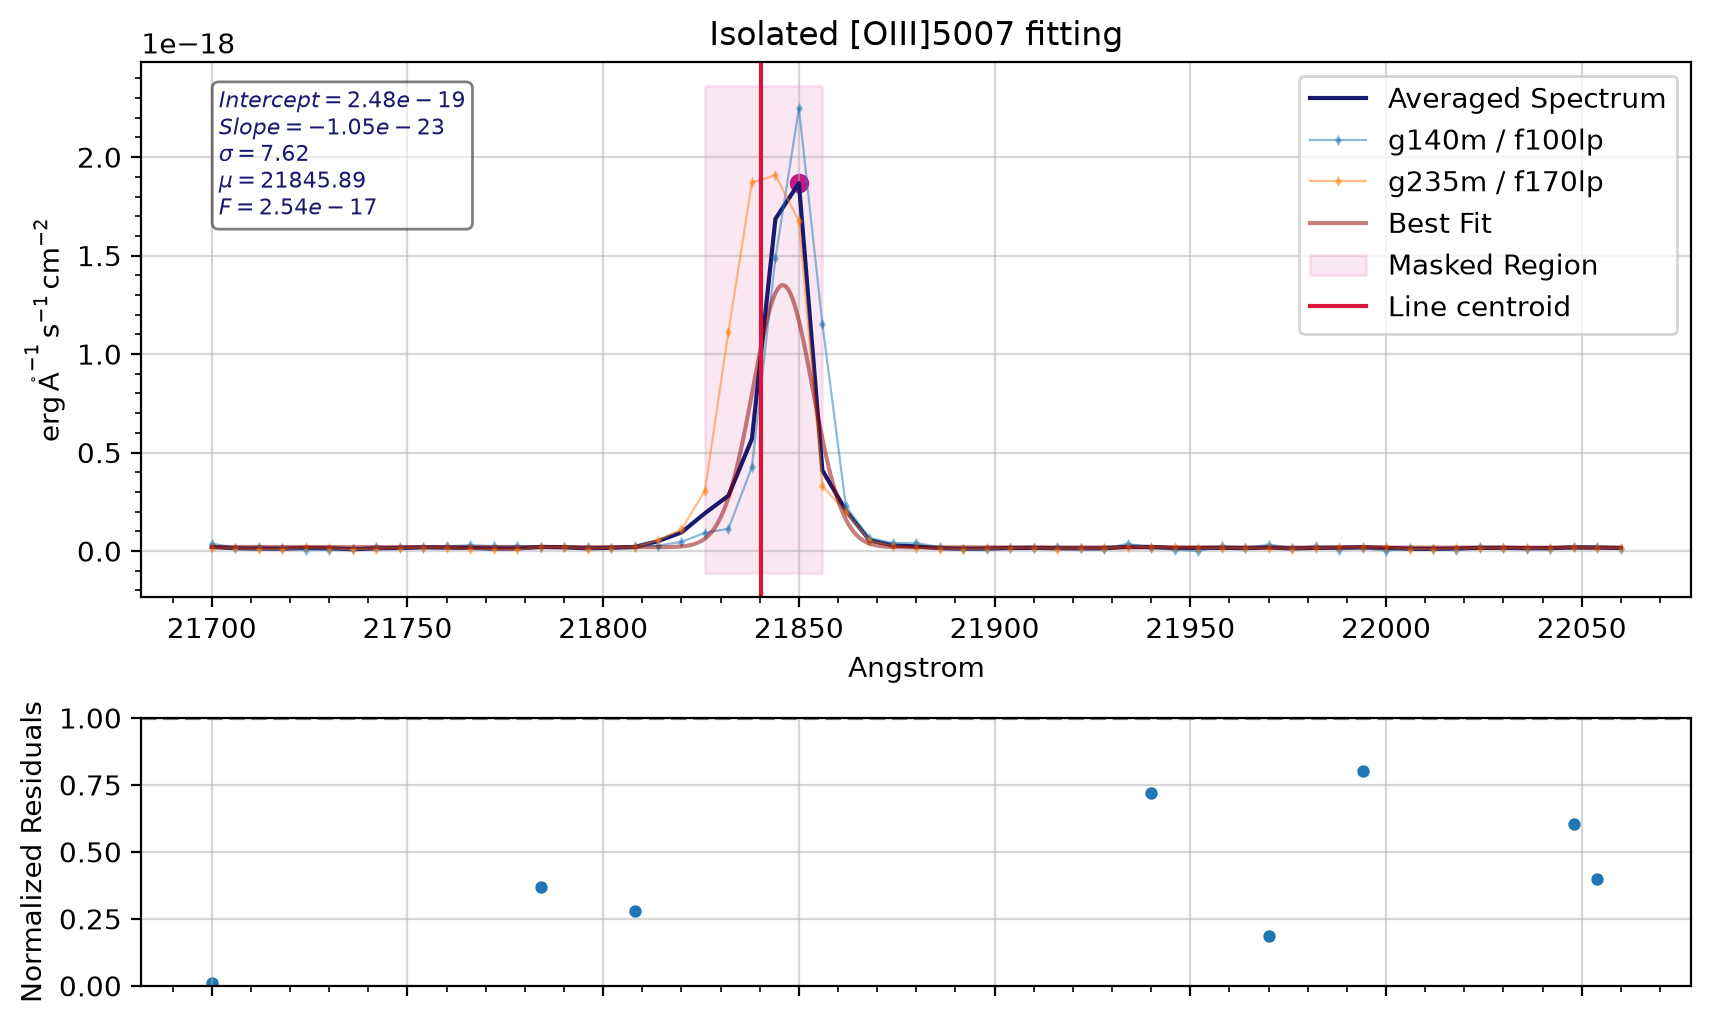 Isolated [OIII]5007 fitting
1e−18
Intercept = 2.48e − 19
Slope = −1.05e − 23
σ = 7.62
μ = 21845.89
F = 2.54e − 17
Averaged Spectrum
g140m / f100lp
g235m / f170lp
Best Fit
Masked Region
Line centroid
erg Å⁻¹ s⁻¹ cm⁻²
2.0
1.5
1.0
0.5
0.0
21700 21750 21800 21850 21900 21950 22000 22050
Angstrom
Normalized Residuals
1.00
0.75
0.50
0.25
0.00